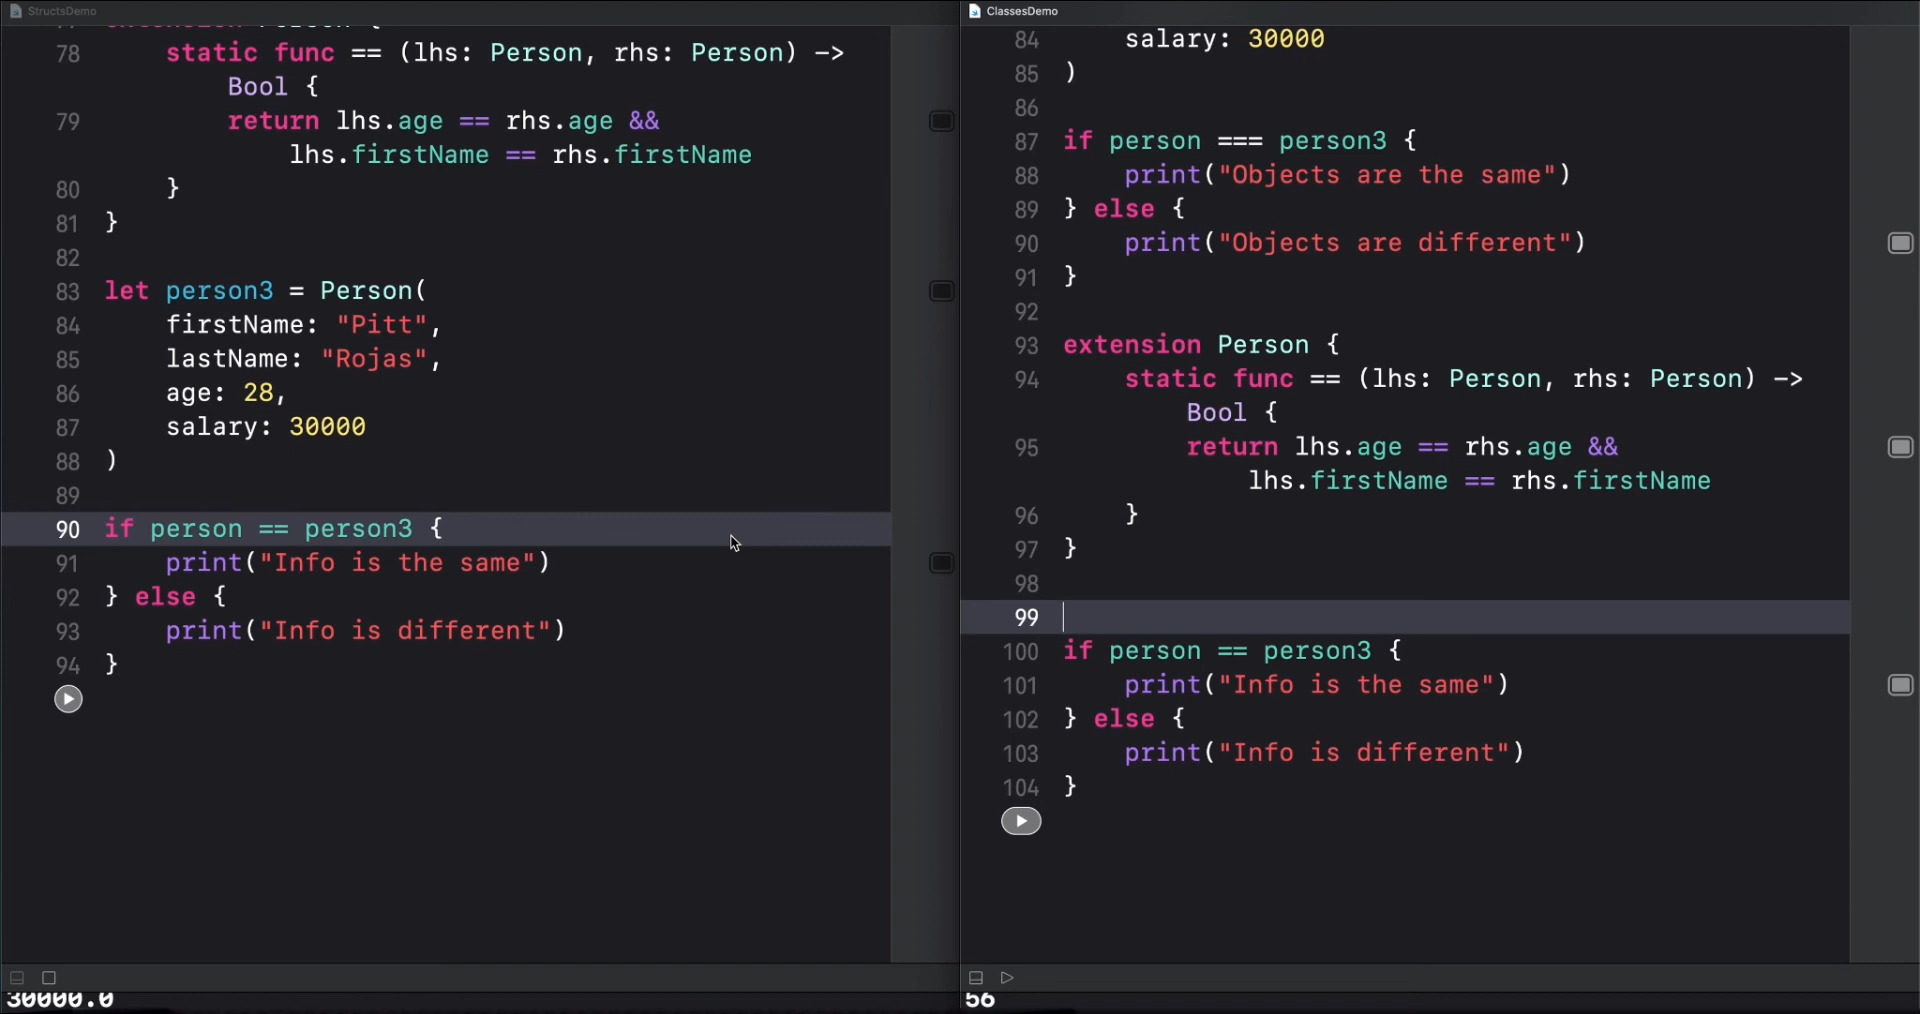 StructsDemo
78 static func == (lhs: Person, rhs: Person) ->
Bool {
79 return lhs.age == rhs.age &&
lhs.firstName == rhs.firstName
80 }
81 }
82
83 let person3 = Person(
84 firstName: "Pitt",
85 lastName: "Rojas",
86 age: 28,
87 salary: 30000
88 )
89
90 if person == person3 {
91 print("Info is the same")
92 } else {
93 print("Info is different")
94 }
30000.0
ClassesDemo
84 salary: 30000
85 )
86
87 if person === person3 {
88 print("Objects are the same")
89 } else {
90 print("Objects are different")
91 }
92
93 extension Person {
94 static func == (lhs: Person, rhs: Person) ->
Bool {
95 return lhs.age == rhs.age &&
lhs.firstName == rhs.firstName
96 }
97 }
98
99
100 if person == person3 {
101 print("Info is the same")
102 } else {
103 print("Info is different")
104 }
56